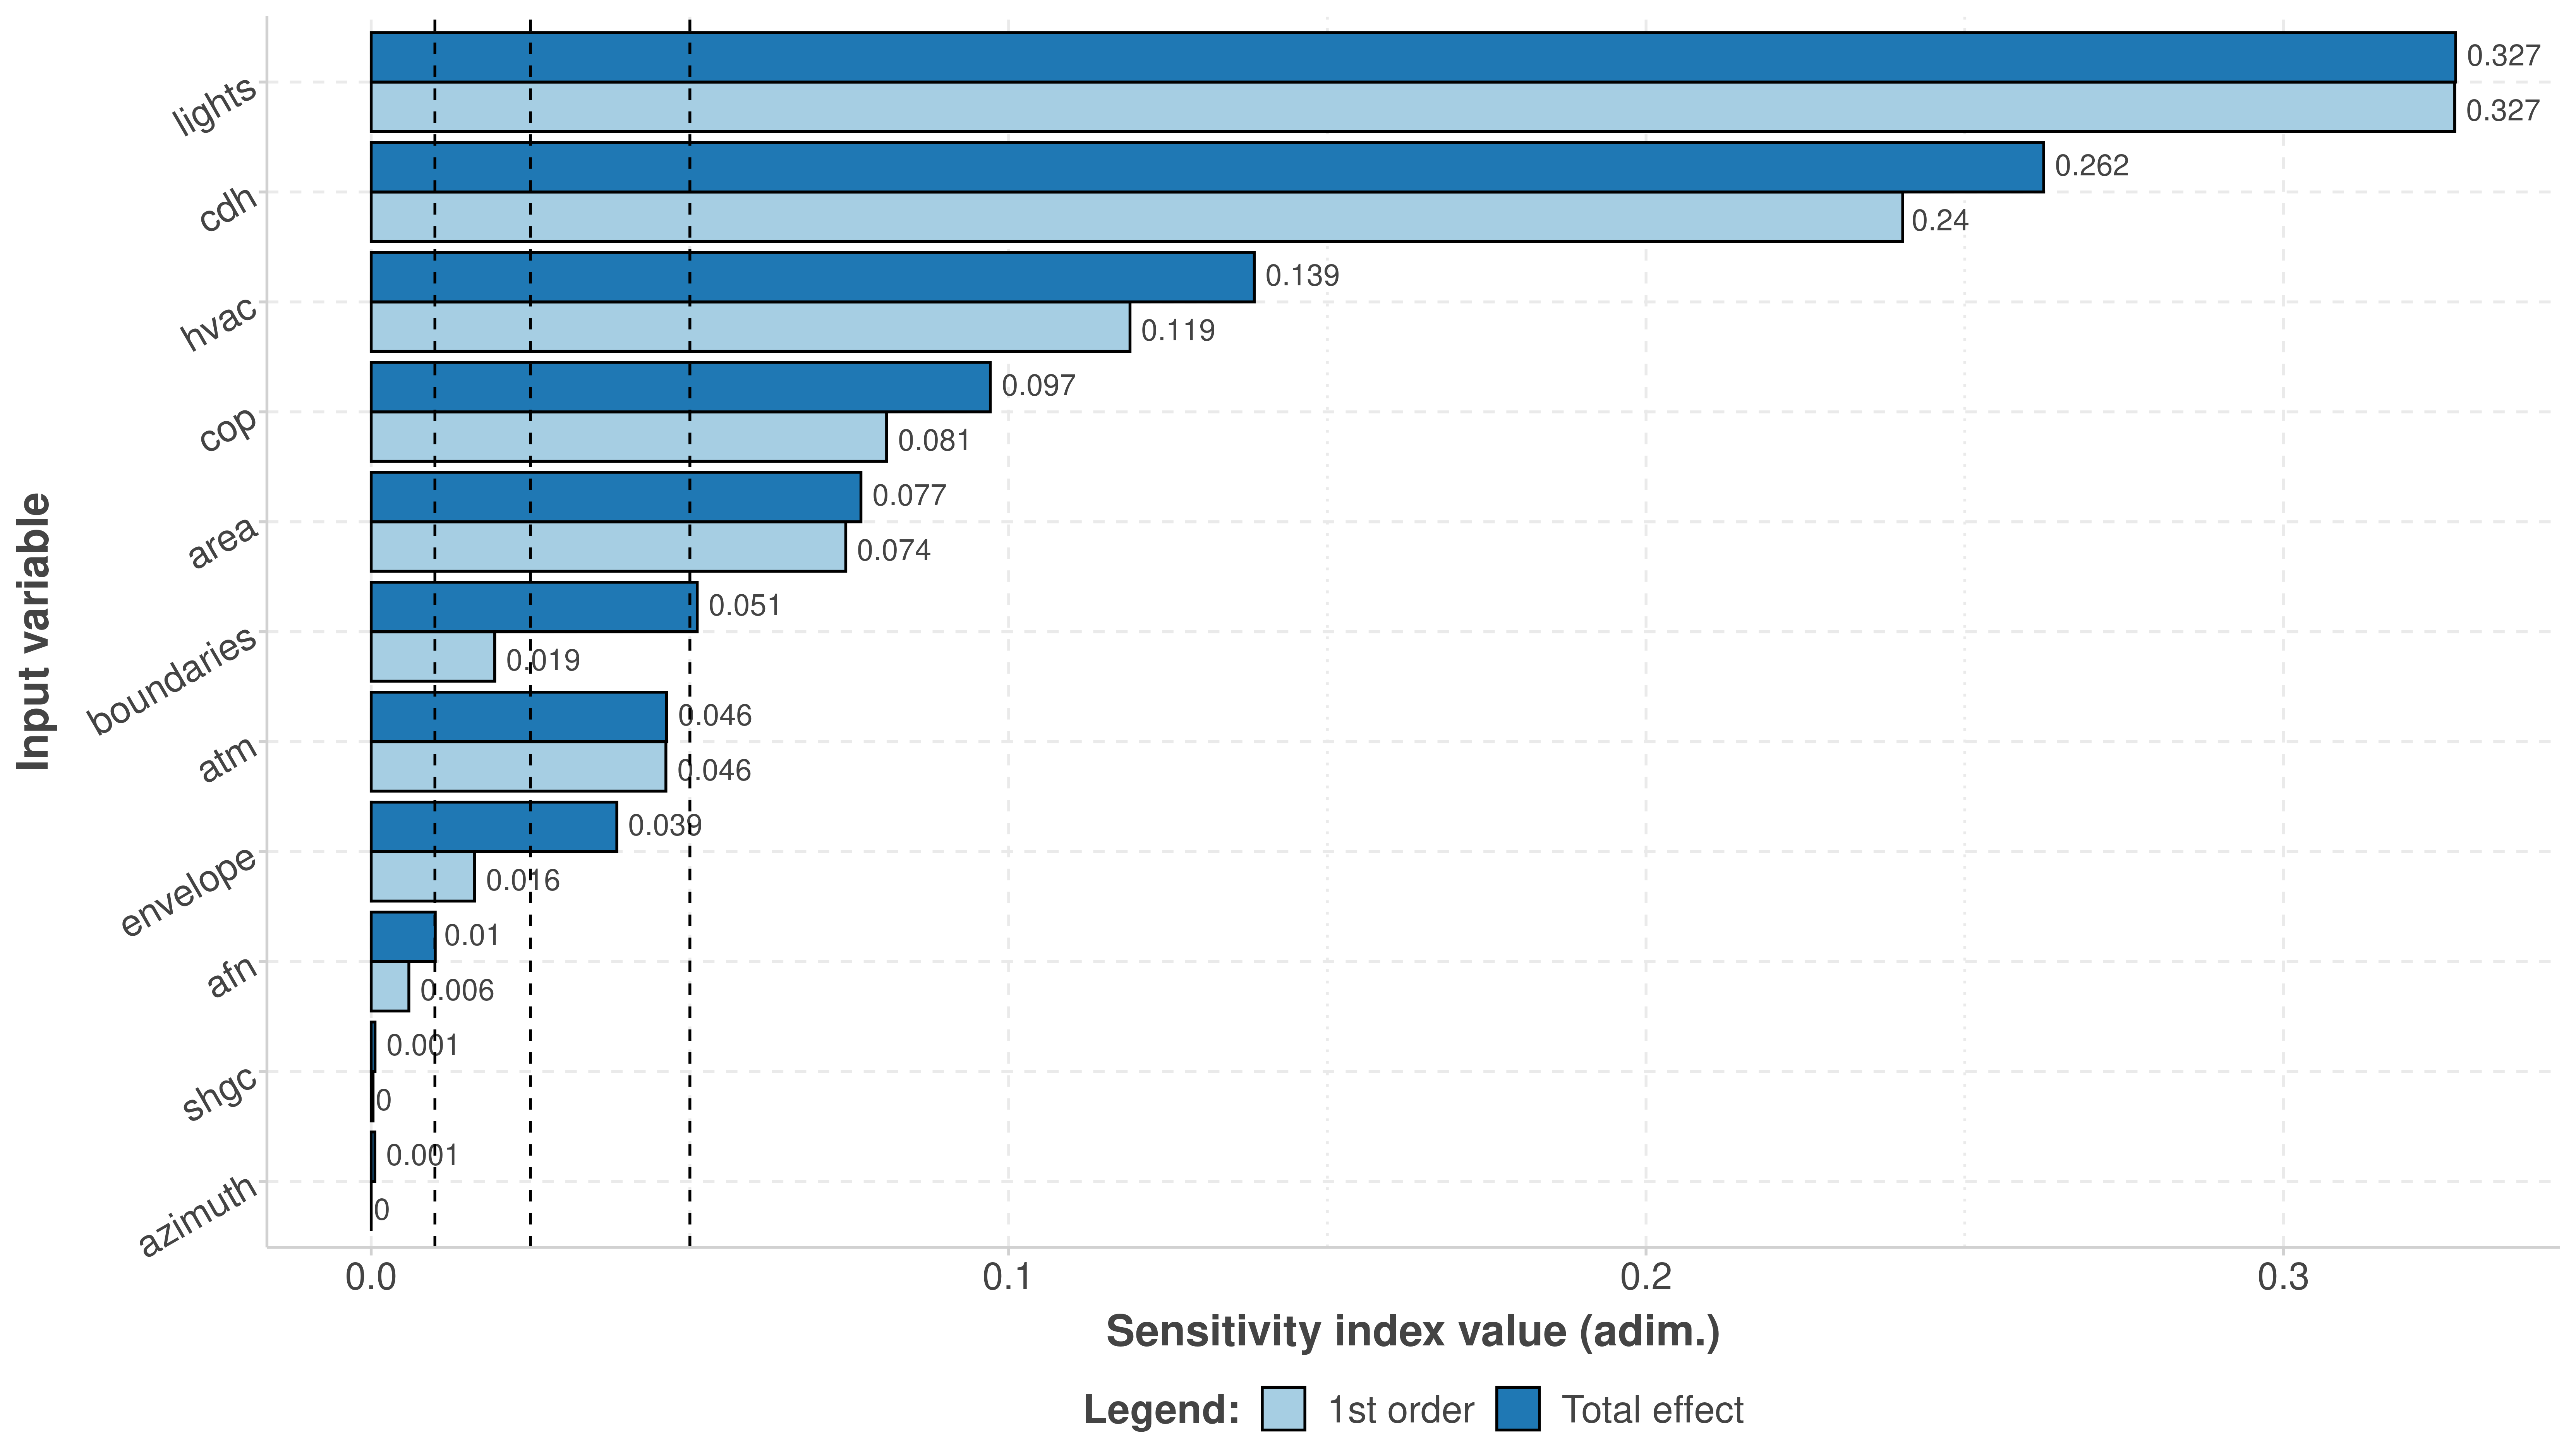 Input variable
lights
0.327
0.327
cdh
0.262
0.24
hvac
0.139
0.119
cop
0.097
0.081
area
0.077
0.074
boundaries
0.051
0.019
atm
0.046
0.046
envelope
0.039
0.016
afn
0.01
0.006
shgc
0.001
0
azimuth
0.001
0
0.0 0.1 0.2 0.3
Sensitivity index value (adim.)
Legend: 1st order Total effect